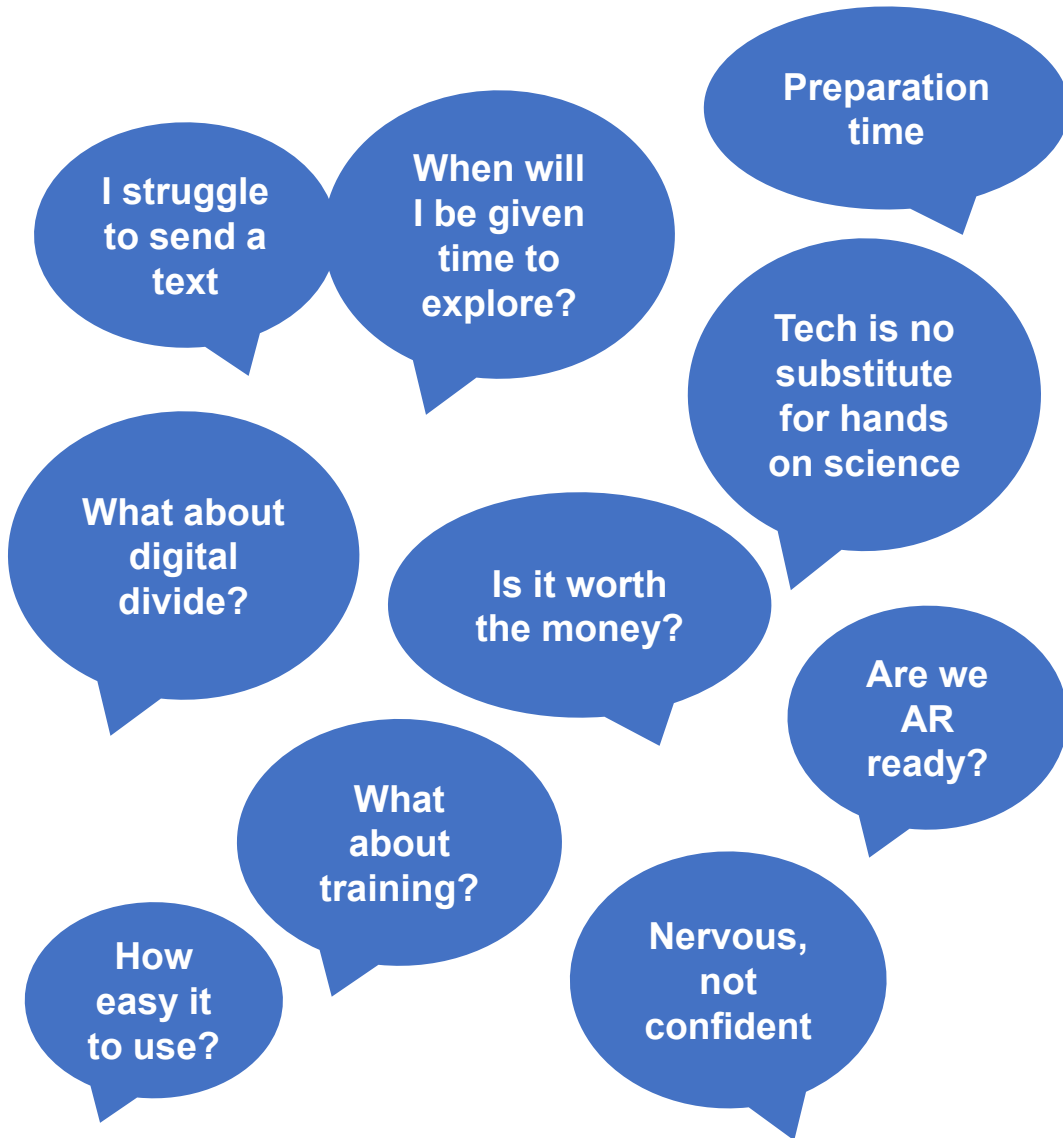 Preparation
time
I struggle
to send a
text
When will
I be given
time to
explore?
Tech is no
substitute
for hands
on science
What about
digital
divide?
Is it worth
the money?
Are we
AR
ready?
What
about
training?
How
easy it
to use?
Nervous,
not
confident